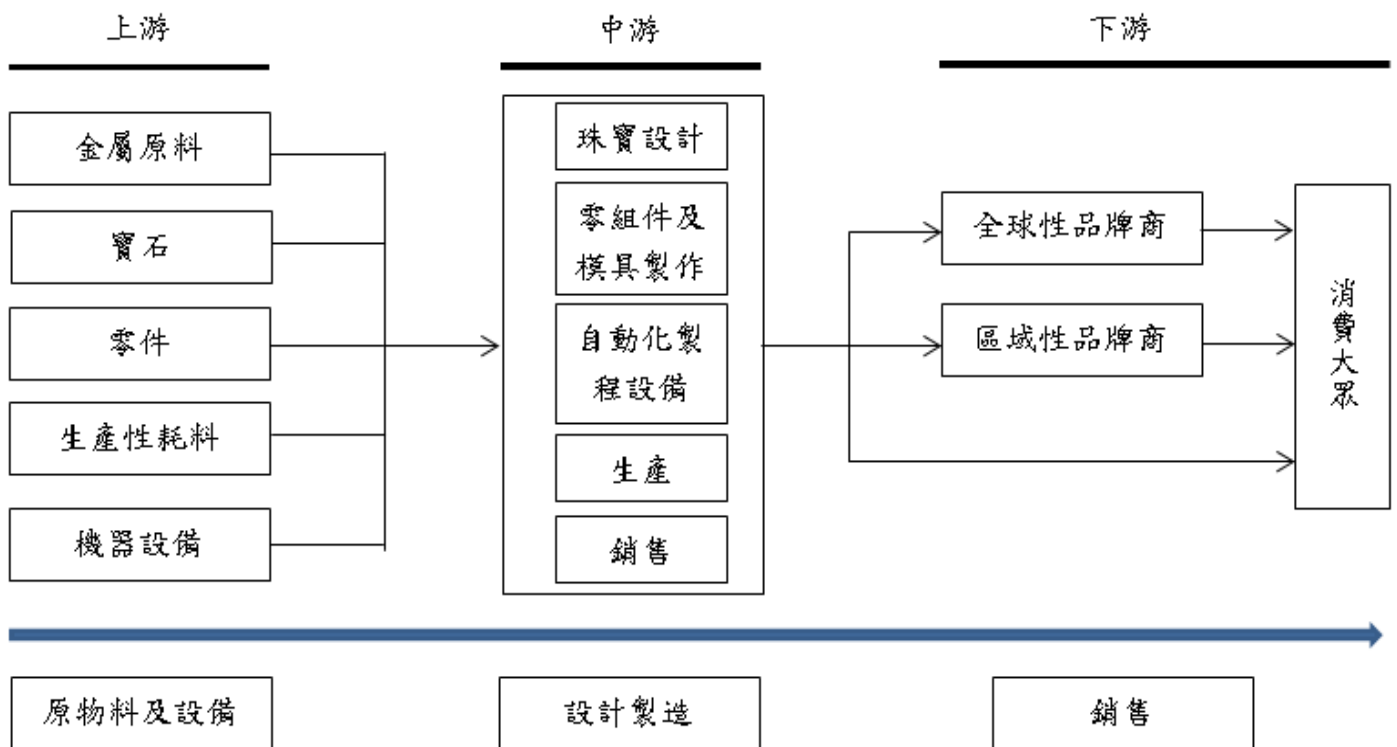 上游
中游
下游
金屬原料
寶石
零件
生產性耗料
機器設備
珠寶設計
零組件及
模具製作
自動化製
程設備
生產
銷售
全球性品牌商
區域性品牌商
消費大眾
原物料及設備
設計製造
銷售